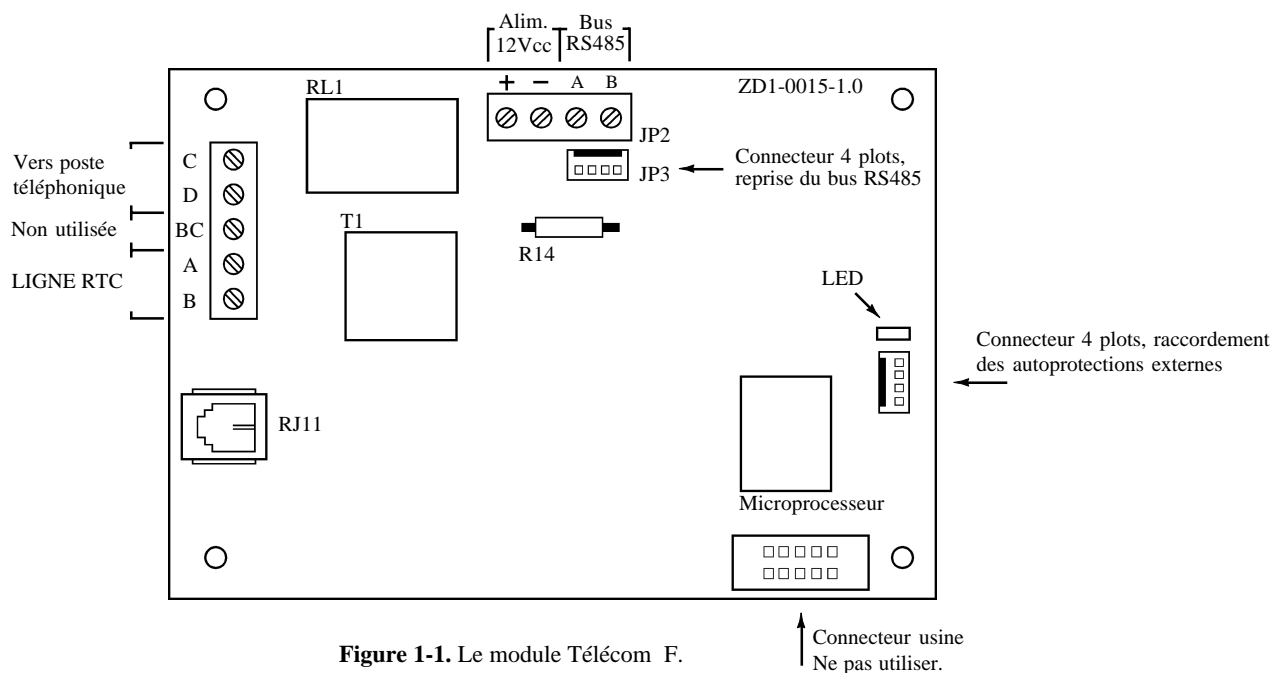 Alim. Bus
12Vcc RS485
+ − A B
RL1
ZD1-0015-1.0
JP2
Vers poste
téléphonique
C
D
Connecteur 4 plots,
reprise du bus RS485
JP3
Non utilisée
BC
T1
R14
LIGNE RTC
A
B
LED
Connecteur 4 plots, raccordement
des autoprotections externes
RJ11
Microprocesseur
Connecteur usine
Ne pas utiliser.
Figure 1-1. Le module Télécom F.